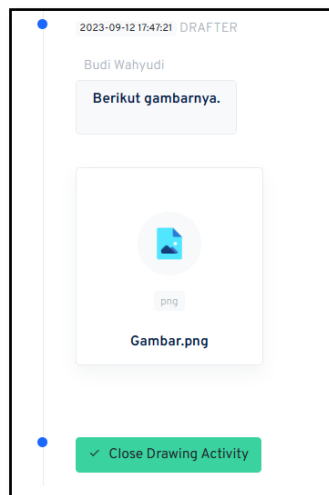 2023-09-12 17:47:21 DRAFTER
Budi Wahyudi
Berikut gambarnya.
png
Gambar.png
Close Drawing Activity